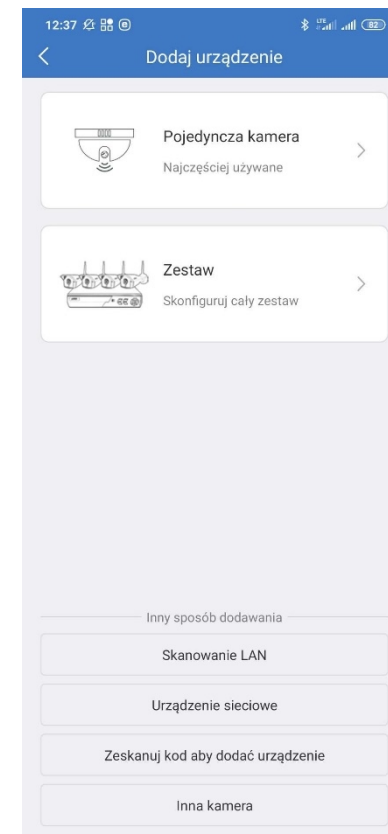 12:37
82
Dodaj urządzenie
Pojedyncza kamera
Najczęściej używane
Zestaw
Skonfiguruj cały zestaw
Inny sposób dodawania
Skanowanie LAN
Urządzenie sieciowe
Zeskanuj kod aby dodać urządzenie
Inna kamera